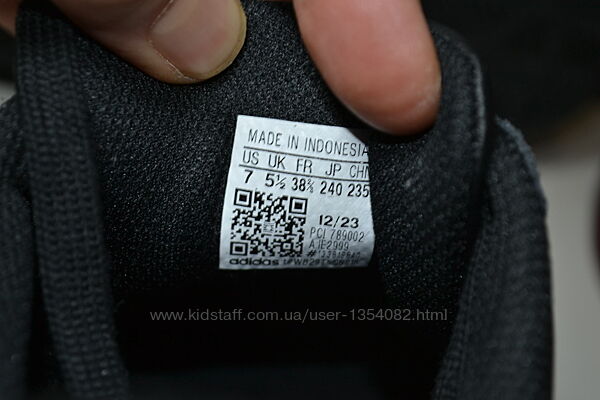 MADE IN INDONESIA
US UK FR JP CHN
7 5½ 38⅔ 240 235
12/23
PCI 789002
A IE2999
adidas
www.kidstaff.com.ua/user-1354082.html